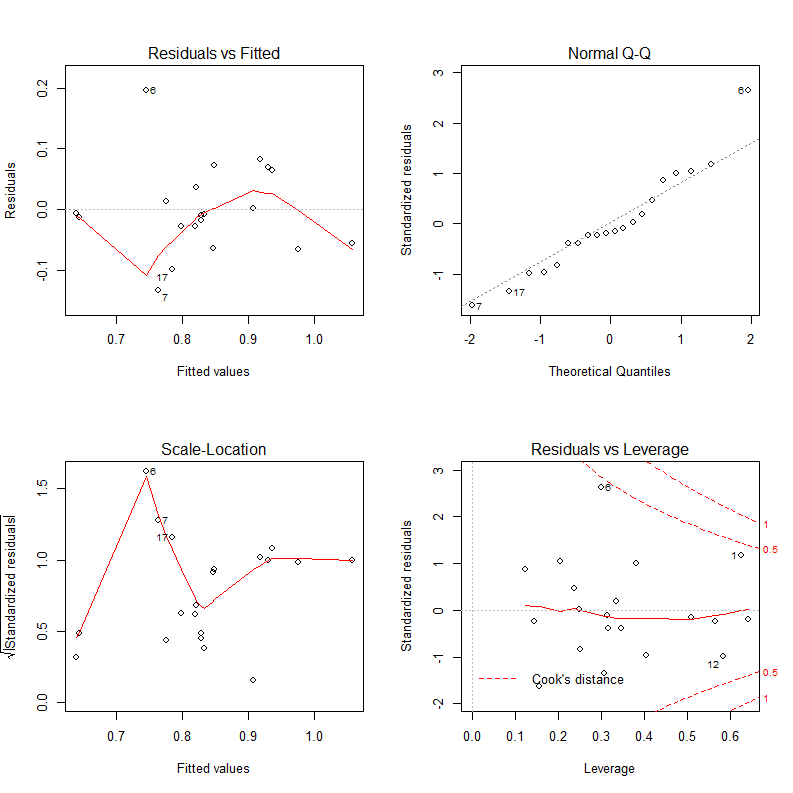 Residuals vs Fitted
Residuals
0.2
0.1
0.0
-0.1
6
17
7
0.7 0.8 0.9 1.0
Fitted values
Normal Q-Q
Standardized residuals
3
2
1
0
-1
6
17
7
-2 -1 0 1 2
Theoretical Quantiles
Scale-Location
√|Standardized residuals|
1.5
1.0
0.5
0.0
6
7
17
0.7 0.8 0.9 1.0
Fitted values
Residuals vs Leverage
Standardized residuals
3
2
1
0
-1
-2
6
1
12
1
0.5
0.5
1
Cook's distance
0.0 0.1 0.2 0.3 0.4 0.5 0.6
Leverage